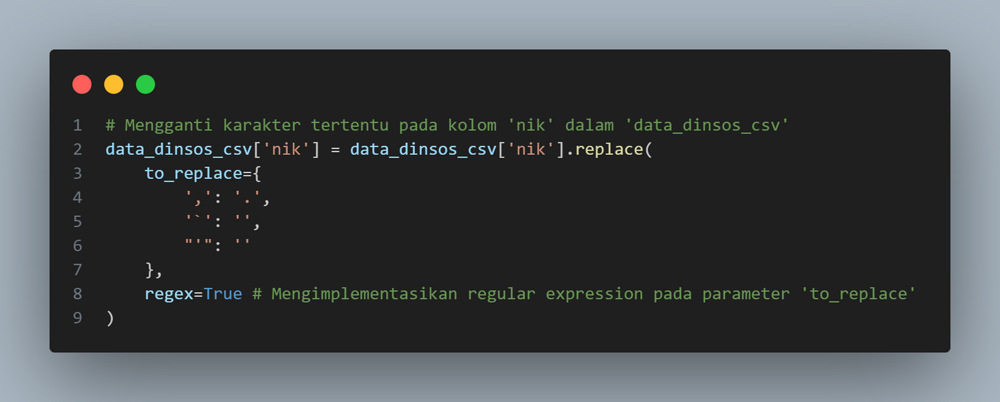 1 # Mengganti karakter tertentu pada kolom 'nik' dalam 'data_dinsos_csv'
2 data_dinsos_csv['nik'] = data_dinsos_csv['nik'].replace(
3     to_replace={
4         ',': '.',
5         '`': '',
6         "'": ''
7     },
8     regex=True # Mengimplementasikan regular expression pada parameter 'to_replace'
9 )